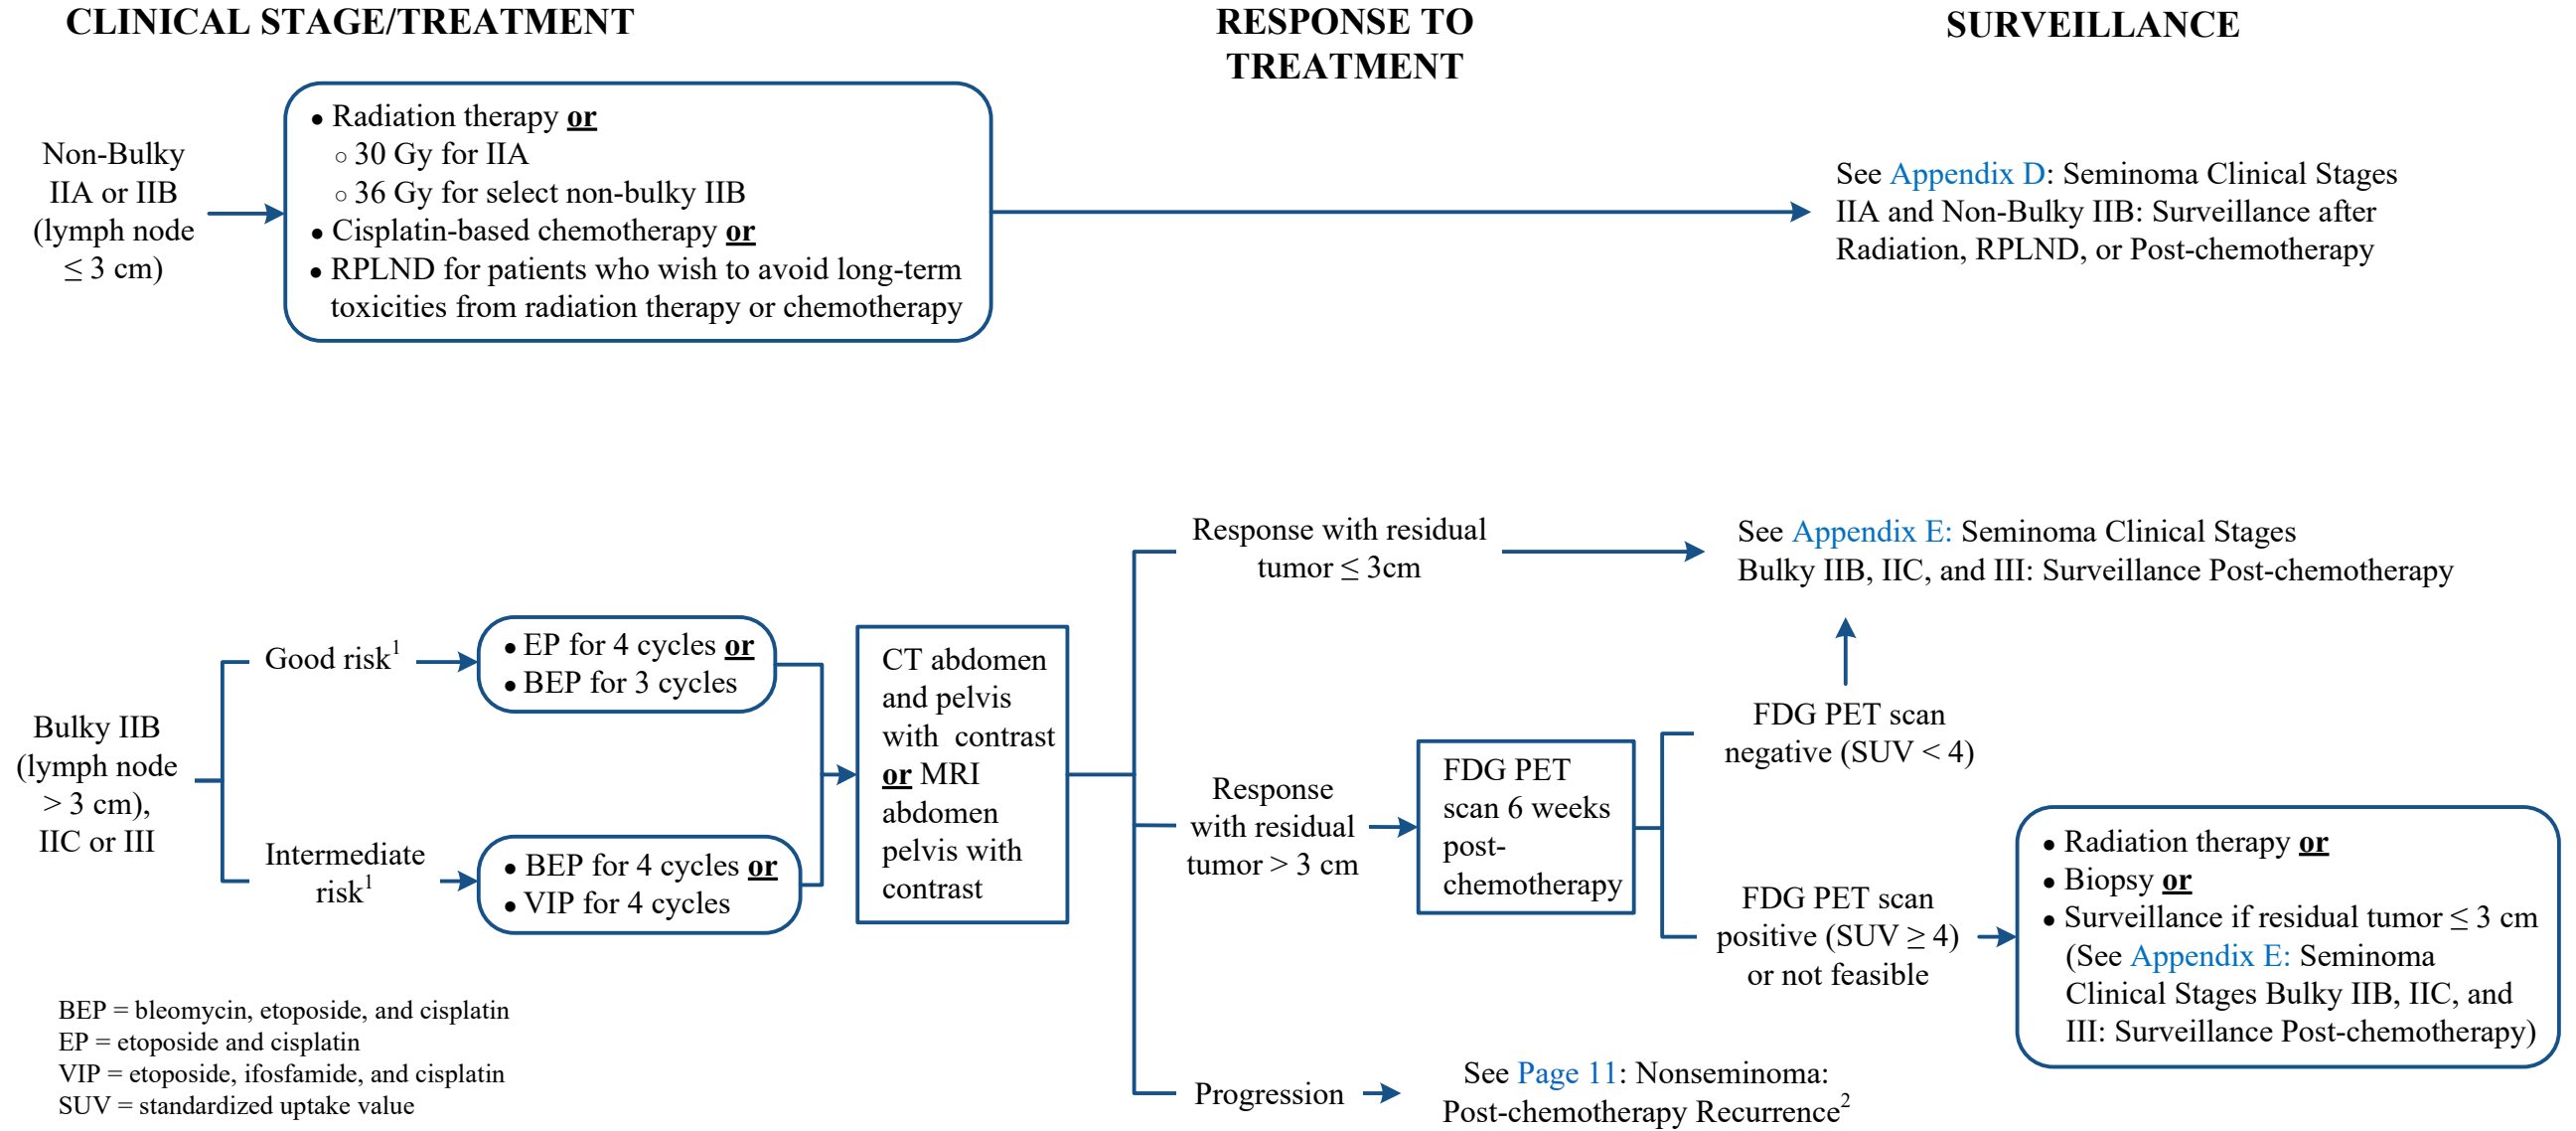 CLINICAL STAGE/TREATMENT
RESPONSE TO
TREATMENT
SURVEILLANCE
Non-Bulky
IIA or IIB
(lymph node
≤ 3 cm)
● Radiation therapy or
○ 30 Gy for IIA
○ 36 Gy for select non-bulky IIB
● Cisplatin-based chemotherapy or
● RPLND for patients who wish to avoid long-term
toxicities from radiation therapy or chemotherapy
See Appendix D: Seminoma Clinical Stages
IIA and Non-Bulky IIB: Surveillance after
Radiation, RPLND, or Post-chemotherapy
Bulky IIB
(lymph node
> 3 cm),
IIC or III
Good risk¹
● EP for 4 cycles or
● BEP for 3 cycles
Intermediate
risk¹
● BEP for 4 cycles or
● VIP for 4 cycles
CT abdomen
and pelvis
with contrast
or MRI
abdomen
pelvis with
contrast
Response with residual
tumor ≤ 3cm
See Appendix E: Seminoma Clinical Stages
Bulky IIB, IIC, and III: Surveillance Post-chemotherapy
Response
with residual
tumor > 3 cm
FDG PET
scan 6 weeks
post-
chemotherapy
FDG PET scan
negative (SUV < 4)
FDG PET scan
positive (SUV ≥ 4)
or not feasible
● Radiation therapy or
● Biopsy or
● Surveillance if residual tumor ≤ 3 cm
(See Appendix E: Seminoma
Clinical Stages Bulky IIB, IIC, and
III: Surveillance Post-chemotherapy)
Progression
See Page 11: Nonseminoma:
Post-chemotherapy Recurrence²
BEP = bleomycin, etoposide, and cisplatin
EP = etoposide and cisplatin
VIP = etoposide, ifosfamide, and cisplatin
SUV = standardized uptake value